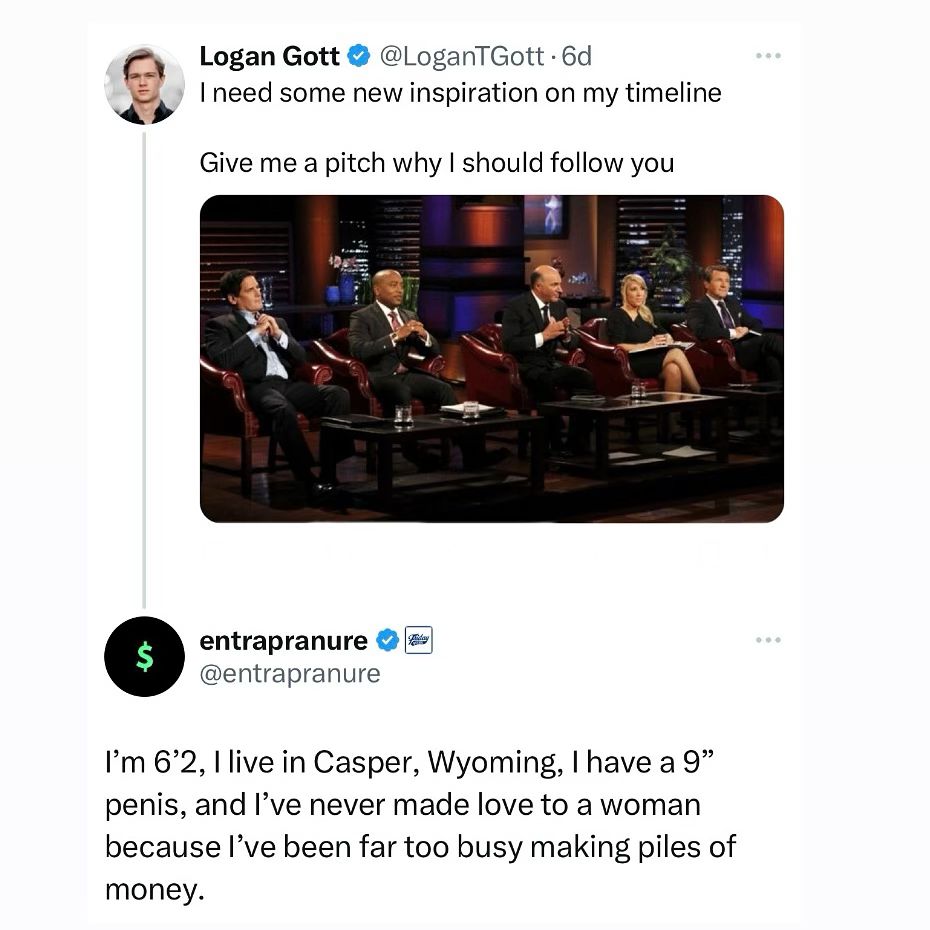 Logan Gott @LoganTGott · 6d
I need some new inspiration on my timeline
Give me a pitch why I should follow you
entrapranure
@entrapranure
I’m 6’2, I live in Casper, Wyoming, I have a 9”
penis, and I’ve never made love to a woman
because I’ve been far too busy making piles of
money.